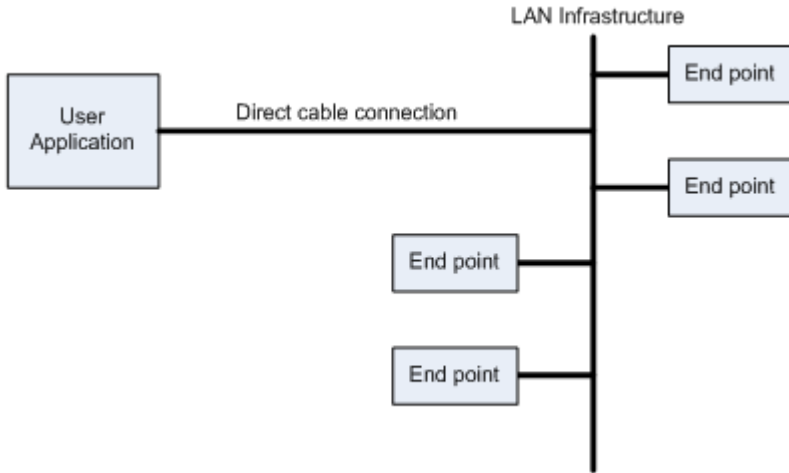 LAN Infrastructure
End point
User
Application
Direct cable connection
End point
End point
End point